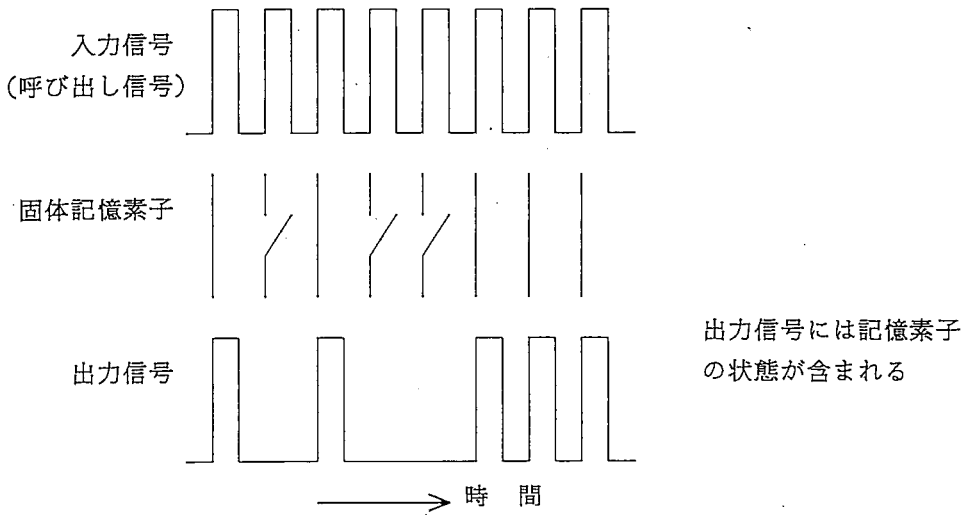 入力信号
(呼び出し信号)
固体記憶素子
出力信号には記憶素子
の状態が含まれる
出力信号
時 間